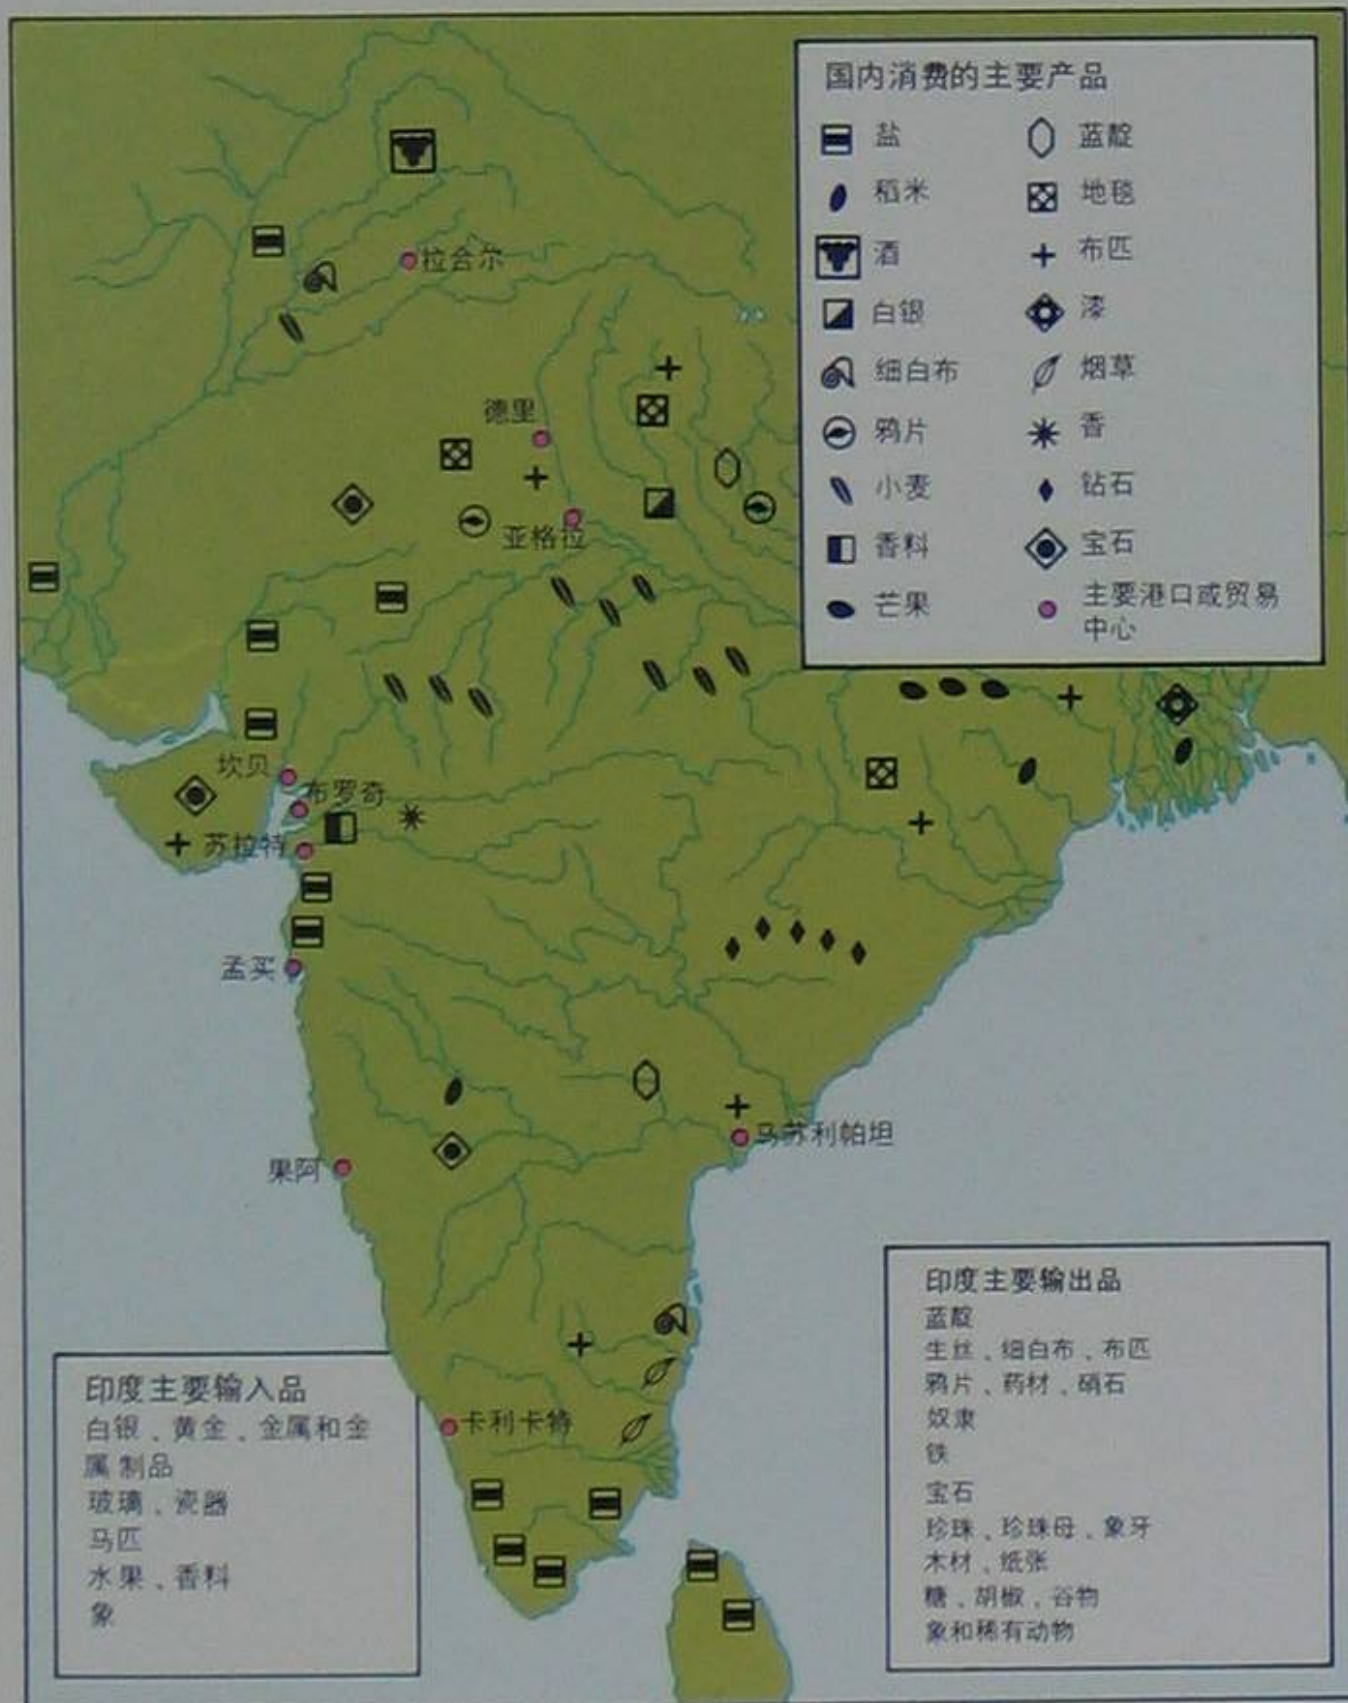 国内消费的主要产品
盐 蓝靛
稻米 地毯
酒 布匹
白银 漆
细白布 烟草
鸦片 香
小麦 钻石
香料 宝石
芒果 主要港口或贸易
中心
拉合尔
德里
亚格拉
坎贝
布罗奇
苏拉特
孟买
马苏利帕坦
果阿
卡利卡特
印度主要输入品
白银、黄金、金属和金
属制品
玻璃、瓷器
马匹
水果、香料
象
印度主要输出品
蓝靛
生丝、细白布、布匹
鸦片、药材、硝石
奴隶
铁
宝石
珍珠、珍珠母、象牙
木材、纸张
糖、胡椒、谷物
象和稀有动物